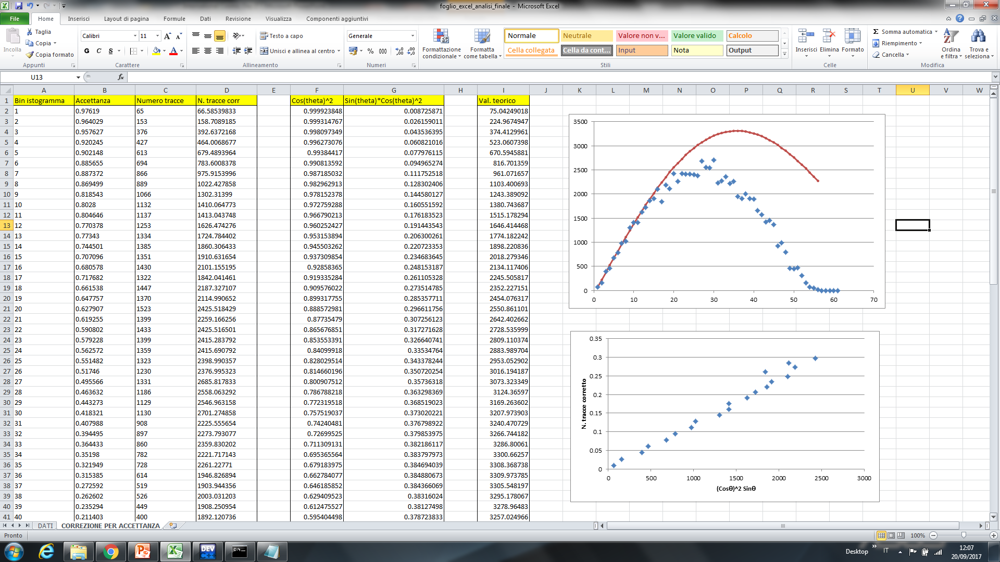 foglio_excel_analisi_finale - Microsoft Excel
File Home Inserisci Layout di pagina Formule Dati Revisione Visualizza Componenti aggiuntivi
Incolla Taglia Copia Copia formato Appunti
Calibri 11 G C S Carattere
Testo a capo Unisci e allinea al centro Allineamento
Generale % 000 Numeri
Formattazione condizionale Formatta come tabella
Normale Neutrale Valore non v... Valore valido Calcolo
Cella collegata Cella da cont... Input Nota Output
Stili
Inserisci Elimina Formato Celle
Somma automatica Riempimento Cancella Ordina e filtra Trova e seleziona Modifica
U13 fx
A B C D E F G H I J K L M N O P Q R S T U V W
1 Bin istogramma Accettanza Numero tracce N. tracce corr Cos(theta)^2 Sin(theta)*Cos(theta)^2 Val. teorico
2 1 0.97619 65 66.58539833 0.999923848 0.008725871 75.04249018
3 2 0.964029 153 158.7089185 0.999314767 0.026159011 224.9674947
4 3 0.957627 376 392.6372168 0.998097349 0.043536395 374.4129961
5 4 0.920245 427 464.0068677 0.996273076 0.060821016 523.0607398
6 5 0.902148 613 679.4893964 0.99384417 0.077976115 670.5945881
7 6 0.885655 694 783.6008378 0.990813592 0.094965274 816.701359
8 7 0.887372 866 975.9153996 0.987185032 0.111752518 961.071657
9 8 0.869499 889 1022.427858 0.982962913 0.128302406 1103.400693
10 9 0.818543 1066 1302.31399 0.978152378 0.144580127 1243.389092
11 10 0.8028 1132 1410.064773 0.972759288 0.160551592 1380.743687
12 11 0.804646 1137 1413.043748 0.966790213 0.176183523 1515.178294
13 12 0.770378 1253 1626.474276 0.960252427 0.191443543 1646.414468
14 13 0.77343 1334 1724.784402 0.953153894 0.206300261 1774.182242
15 14 0.744501 1385 1860.306433 0.945503262 0.220723353 1898.220836
16 15 0.707096 1351 1910.631654 0.937309854 0.234683645 2018.279346
17 16 0.680578 1430 2101.155195 0.92858365 0.248153187 2134.117406
18 17 0.717682 1322 1842.041461 0.919335284 0.261105328 2245.505817
19 18 0.661538 1447 2187.327107 0.909576022 0.273514785 2352.227151
20 19 0.647757 1370 2114.990652 0.899317755 0.285357711 2454.076317
21 20 0.627907 1523 2425.518429 0.888572981 0.296611756 2550.861101
22 21 0.619255 1399 2259.166256 0.87735479 0.307256123 2642.402662
23 22 0.590802 1433 2425.516501 0.865676851 0.317271628 2728.535999
24 23 0.579228 1399 2415.283792 0.853553391 0.326640741 2809.110374
25 24 0.562572 1359 2415.690792 0.84099918 0.33534764 2883.989704
26 25 0.551482 1323 2398.990357 0.828029514 0.343378244 2953.052902
27 26 0.51746 1230 2376.995323 0.814660196 0.350720254 3016.194187
28 27 0.495566 1331 2685.817833 0.800907512 0.35736318 3073.323349
29 28 0.463632 1186 2558.063292 0.786788218 0.363298369 3124.36597
30 29 0.443273 1129 2546.963158 0.772319518 0.368519023 3169.263602
31 30 0.418321 1130 2701.274858 0.757519037 0.373020221 3207.973903
32 31 0.407988 908 2225.555654 0.74240481 0.376798922 3240.470729
33 32 0.394495 897 2273.793077 0.72699525 0.379853975 3266.744182
34 33 0.364433 860 2359.830202 0.711309131 0.382186117 3286.80061
35 34 0.35198 782 2221.717143 0.695365564 0.383797973 3300.66257
36 35 0.321949 728 2261.22771 0.679183975 0.384694039 3308.368738
37 36 0.315385 614 1946.826894 0.662784077 0.384880673 3309.973785
38 37 0.272592 519 1903.944356 0.646185852 0.384366069 3305.548197
39 38 0.262602 526 2003.031203 0.629409523 0.38316024 3295.178067
40 39 0.235294 449 1908.250954 0.612475527 0.38127498 3278.96483
41 40 0.211403 400 1892.120736 0.595404498 0.378723833 3257.024966
3500
3000
2500
2000
1500
1000
500
0
0 10 20 30 40 50 60 70
0.35
0.3
0.25
0.2
0.15
0.1
0.05
0
N. tracce corretto
0 500 1000 1500 2000 2500 3000
(Cosθ)^2 Sinθ
DATI CORREZIONE PER ACCETTANZA
Pronto 100%
DEV C++ C:\_ Desktop IT 12:07
20/09/2017